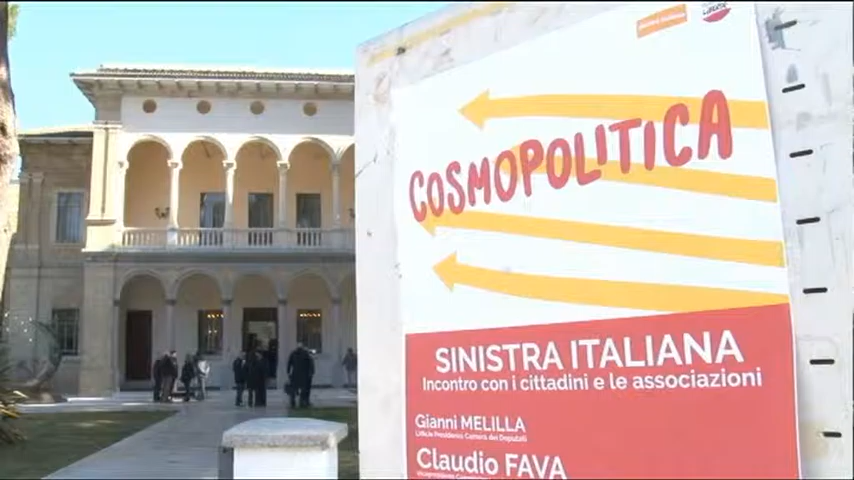 COSMOPOLITICA
SINISTRA ITALIANA
Incontro con i cittadini e le associazioni
Gianni MELILLA
Ufficio Presidenza Camera dei Deputati
Claudio FAVA